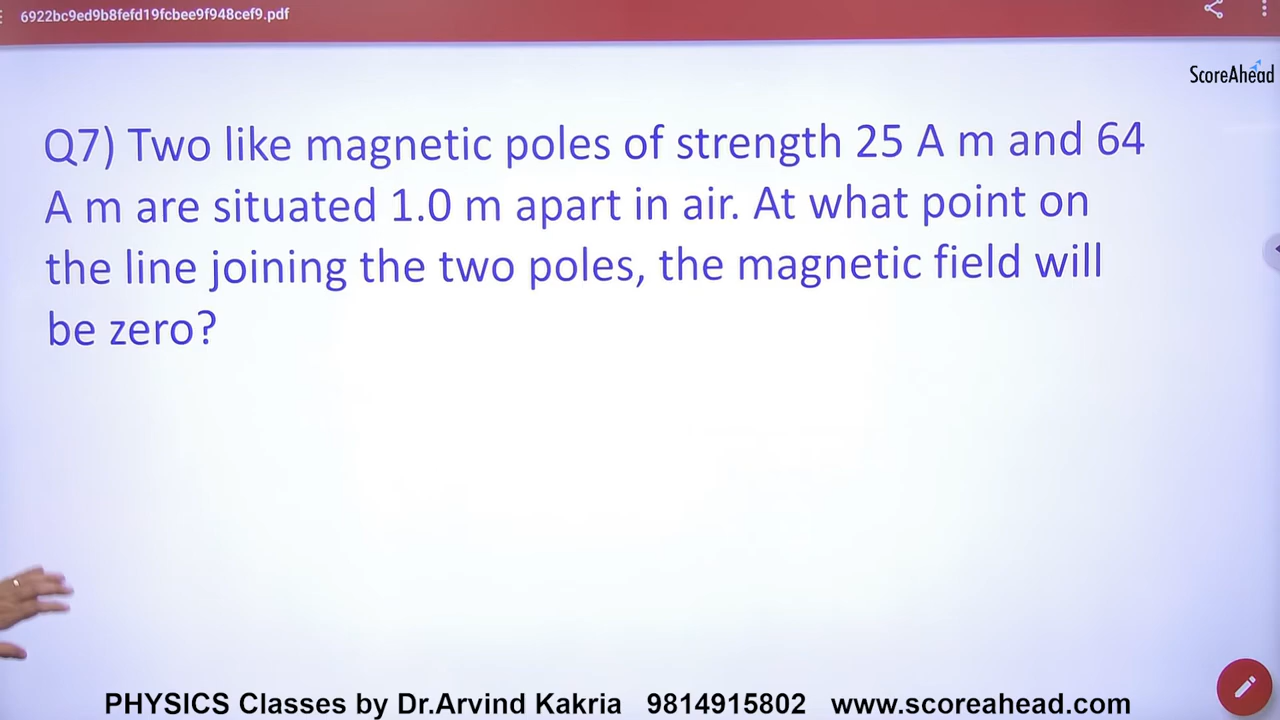 6922bc9ed9b8fefd19fcbee9f948cef9.pdf
ScoreAhead
Q7) Two like magnetic poles of strength 25 A m and 64
A m are situated 1.0 m apart in air. At what point on
the line joining the two poles, the magnetic field will
be zero?
PHYSICS Classes by Dr.Arvind Kakria 9814915802 www.scoreahead.com